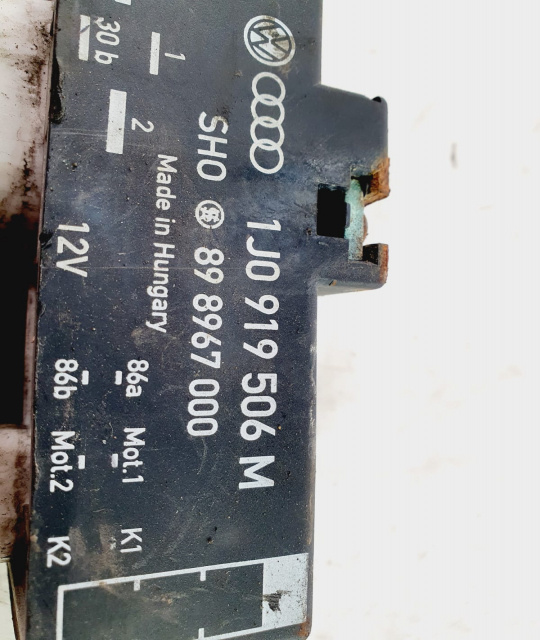 1J0 919 506 M
SHO 89 8967 000
Made in Hungary
1
30 b
2
12V
86a Mot.1 K1
86b Mot.2 K2